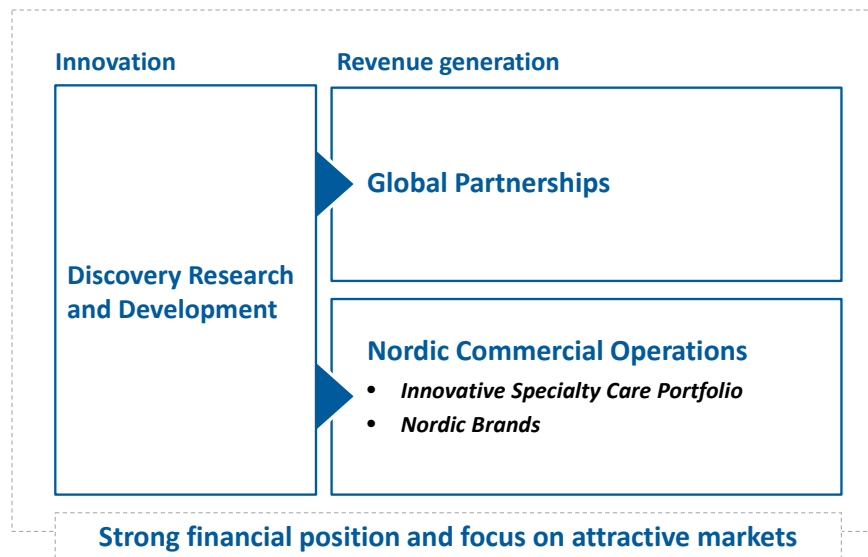 Innovation
Revenue generation
Discovery Research
and Development
Global Partnerships
Nordic Commercial Operations
• Innovative Specialty Care Portfolio
• Nordic Brands
Strong financial position and focus on attractive markets